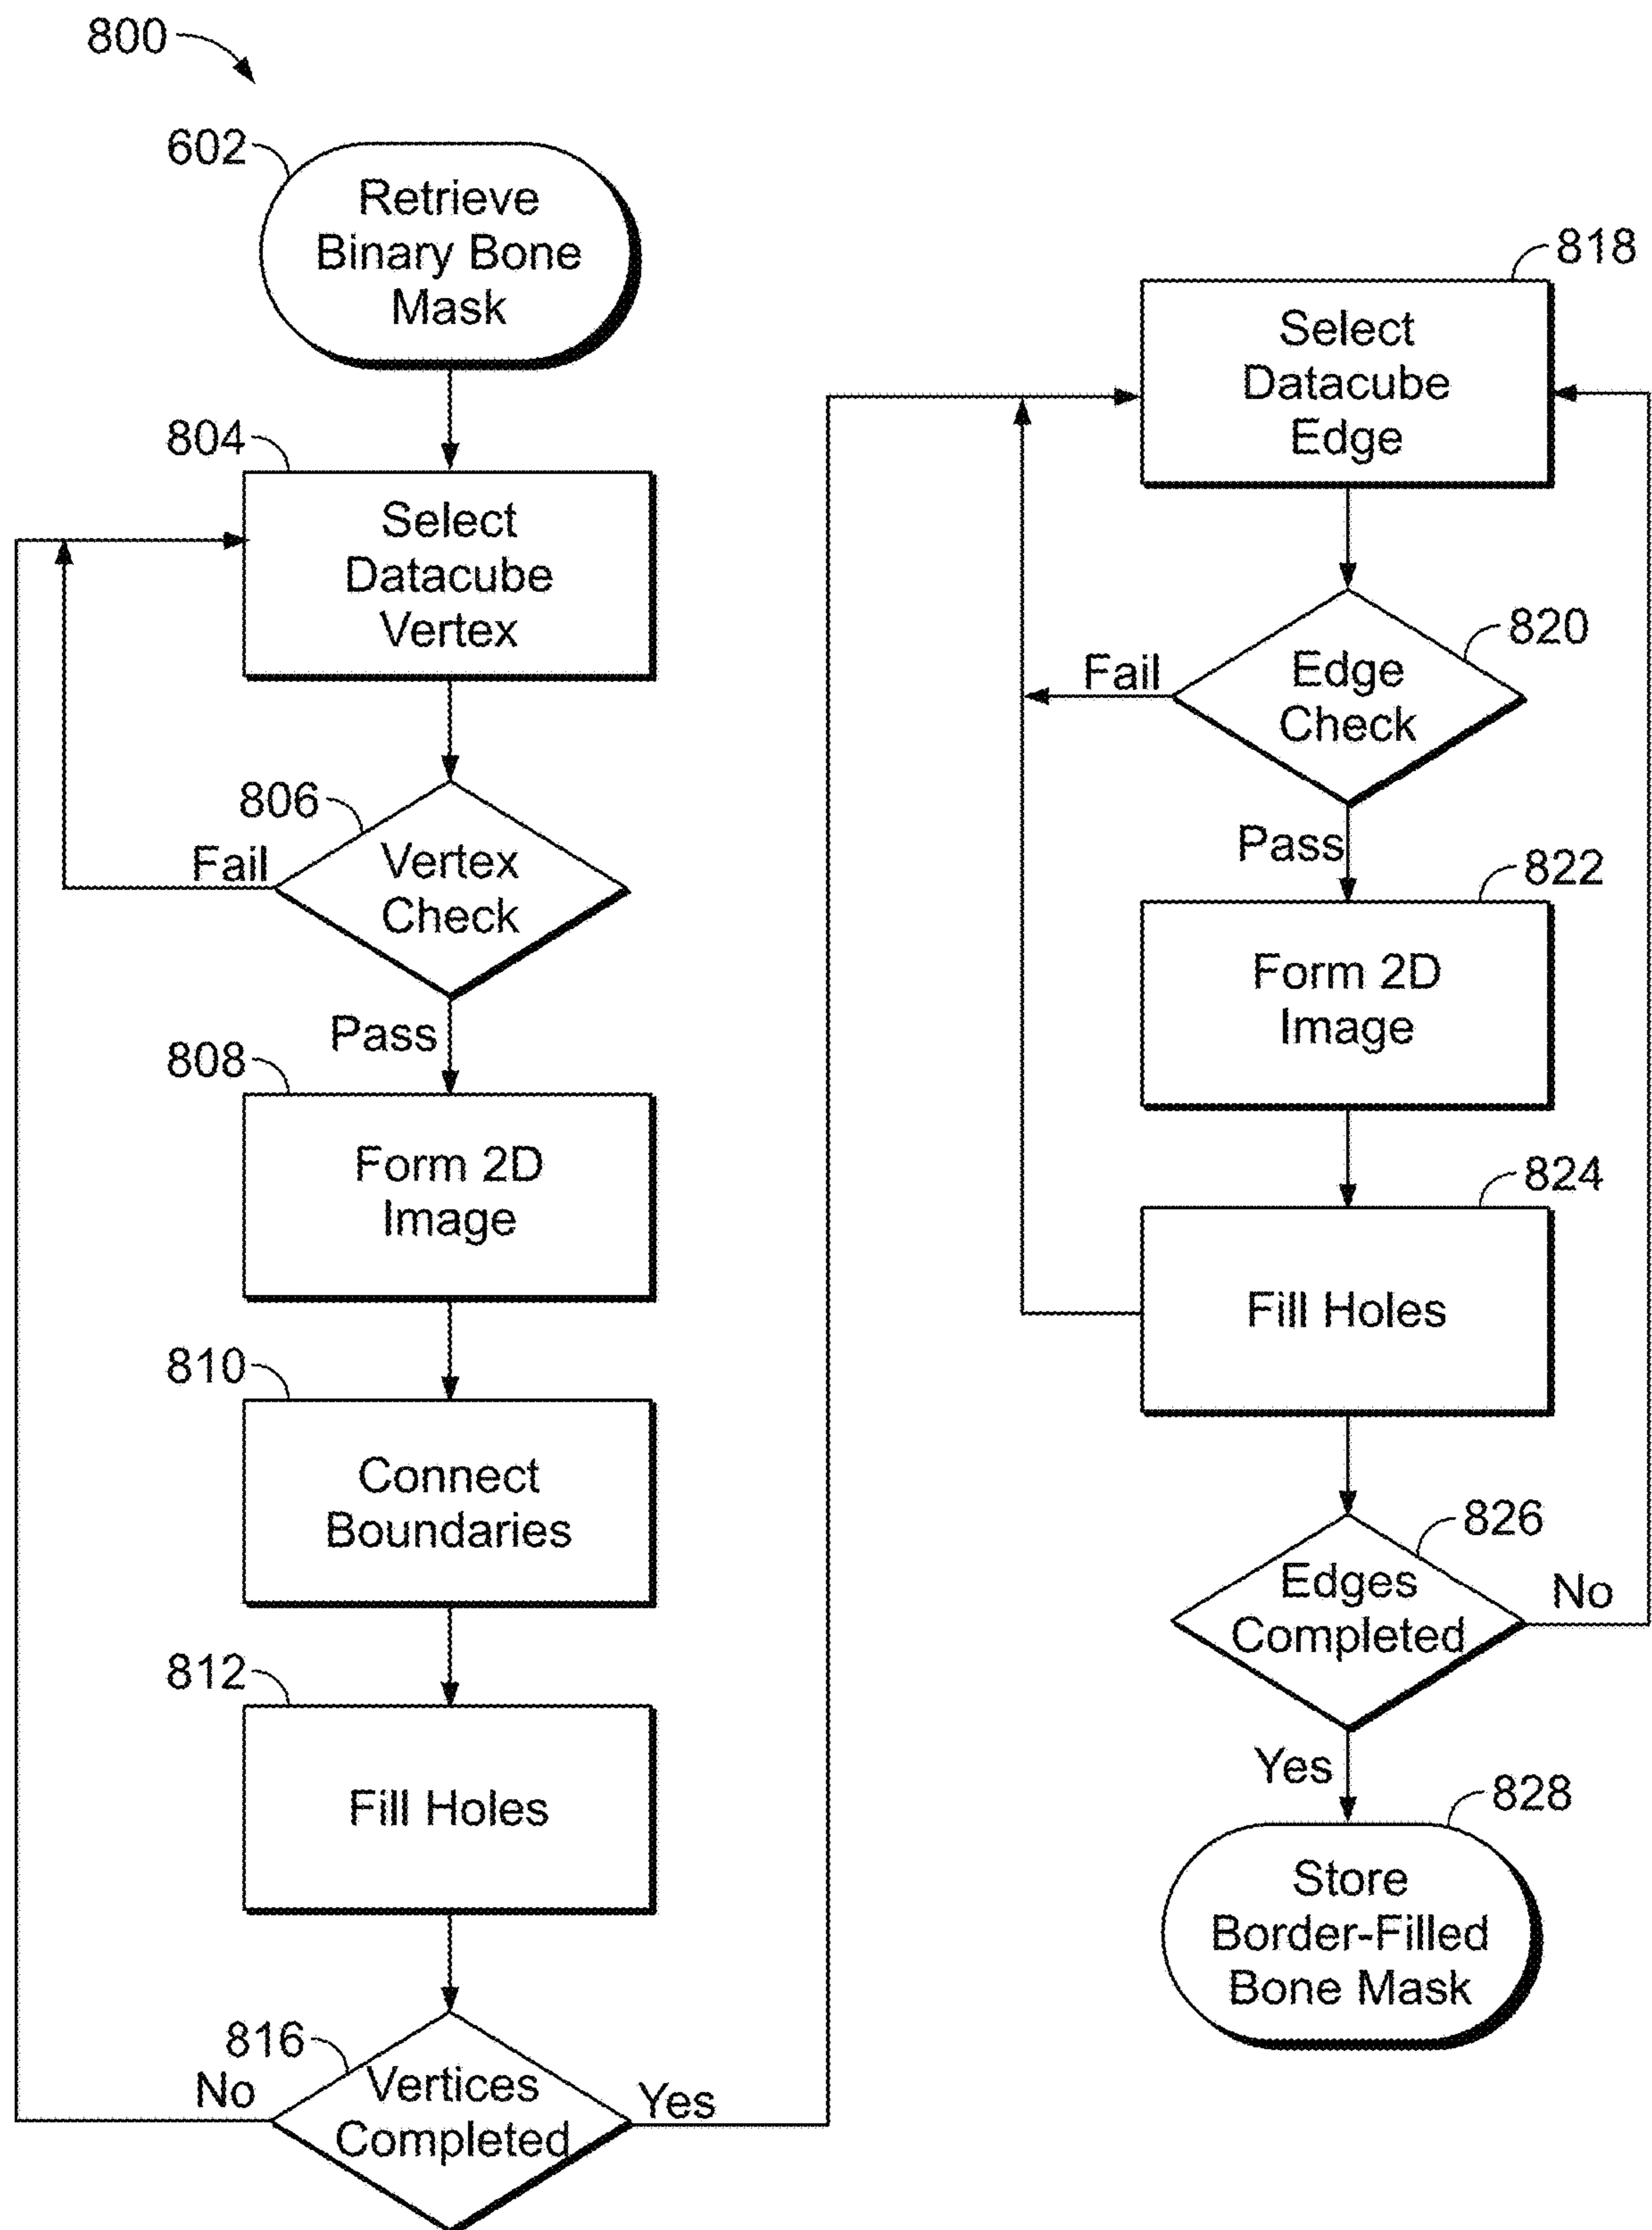 800
602
Retrieve
Binary Bone
Mask
804
Select
Datacube
Vertex
806
Fail
Vertex
Check
Pass
808
Form 2D
Image
810
Connect
Boundaries
812
Fill Holes
816
No
Vertices
Completed
Yes
818
Select
Datacube
Edge
820
Fail
Edge
Check
Pass
822
Form 2D
Image
824
Fill Holes
826
Edges
Completed
No
Yes
828
Store
Border-Filled
Bone Mask